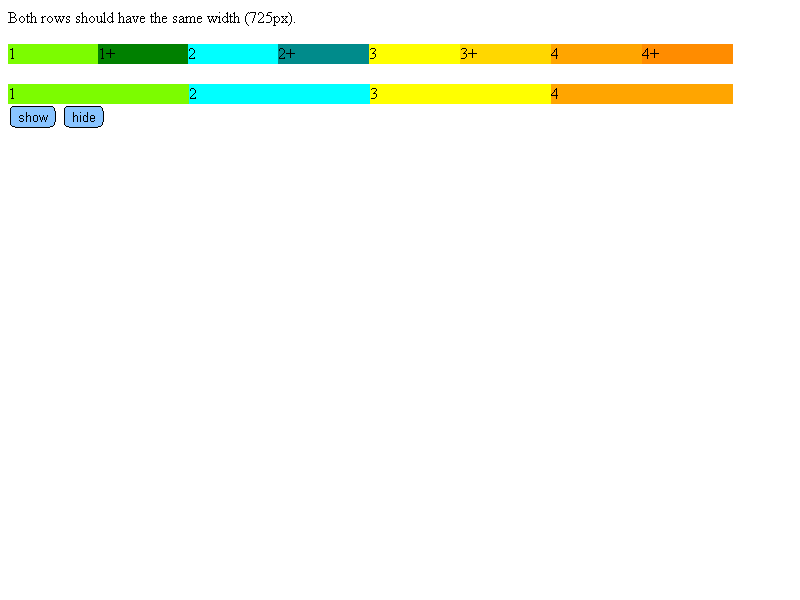 Both rows should have the same width (725px).
1 1+ 2 2+ 3 3+ 4 4+
1 2 3 4
show hide